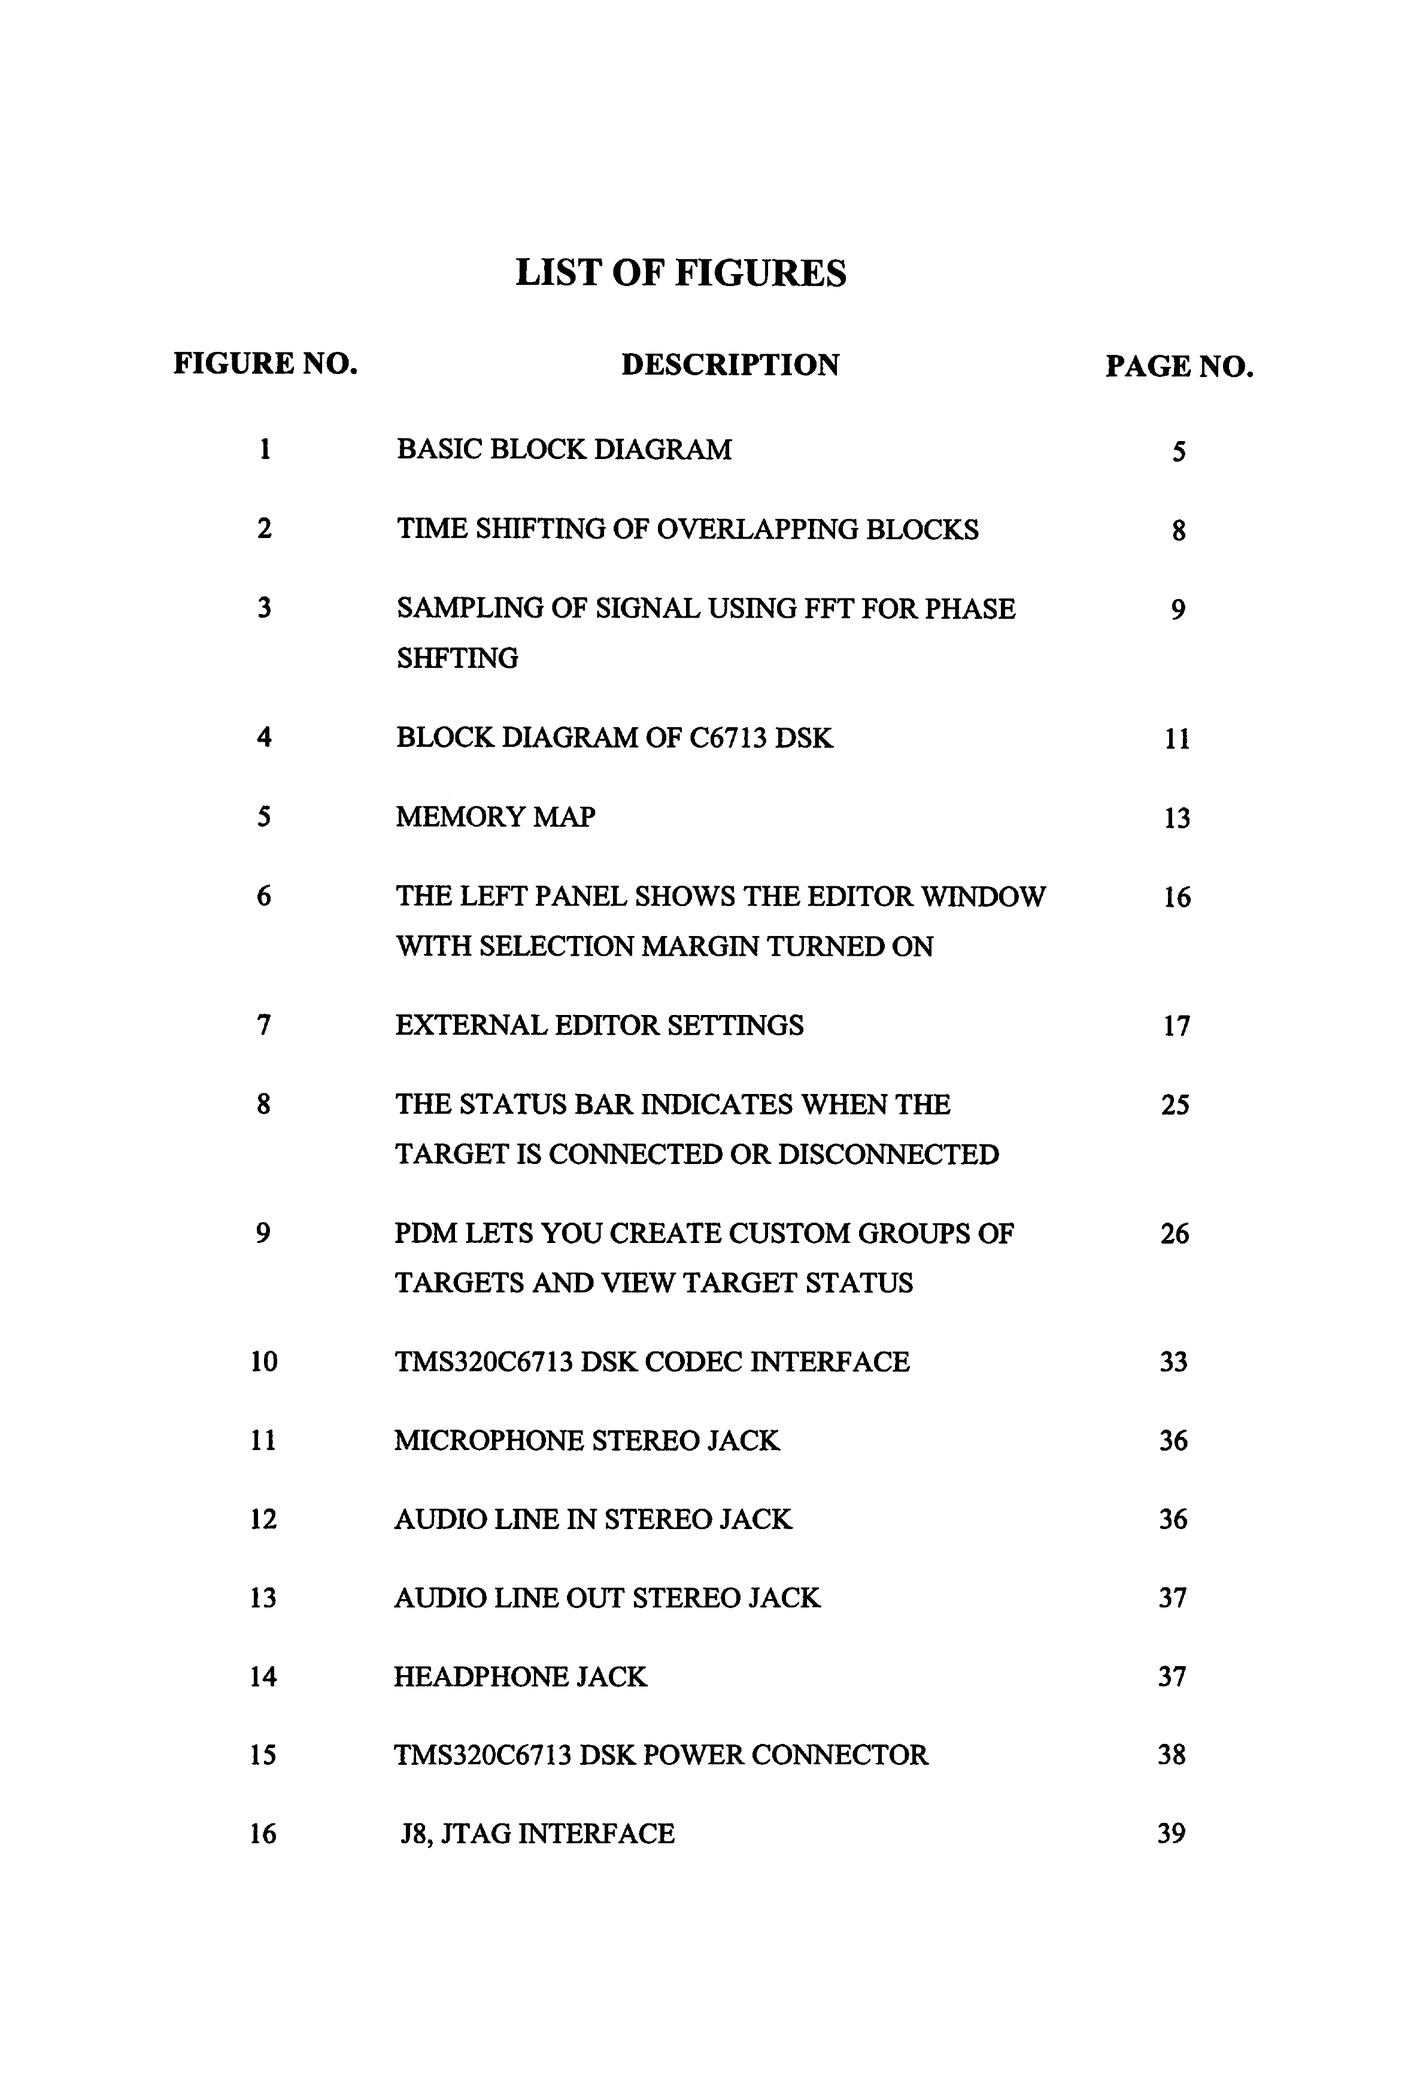 LIST OF FIGURES
FIGURE NO. DESCRIPTION PAGE NO.
1 BASIC BLOCK DIAGRAM 5
2 TIME SHIFTING OF OVERLAPPING BLOCKS 8
3 SAMPLING OF SIGNAL USING FFT FOR PHASE 9
SHFTING
4 BLOCK DIAGRAM OF C6713 DSK 11
5 MEMORY MAP 13
6 THE LEFT PANEL SHOWS THE EDITOR WINDOW 16
WITH SELECTION MARGIN TURNED ON
7 EXTERNAL EDITOR SETTINGS 17
8 THE STATUS BAR INDICATES WHEN THE 25
TARGET IS CONNECTED OR DISCONNECTED
9 PDM LETS YOU CREATE CUSTOM GROUPS OF 26
TARGETS AND VIEW TARGET STATUS
10 TMS320C6713 DSK CODEC INTERFACE 33
11 MICROPHONE STEREO JACK 36
12 AUDIO LINE IN STEREO JACK 36
13 AUDIO LINE OUT STEREO JACK 37
14 HEADPHONE JACK 37
15 TMS320C6713 DSK POWER CONNECTOR 38
16 J8, JTAG INTERFACE 39